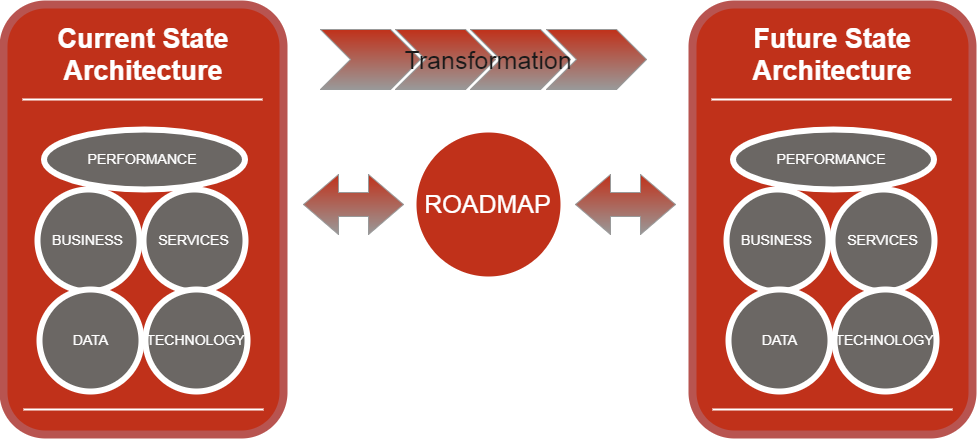 Current State
Architecture
PERFORMANCE
BUSINESS
SERVICES
DATA
TECHNOLOGY
Transformation
ROADMAP
Future State
Architecture
PERFORMANCE
BUSINESS
SERVICES
DATA
TECHNOLOGY